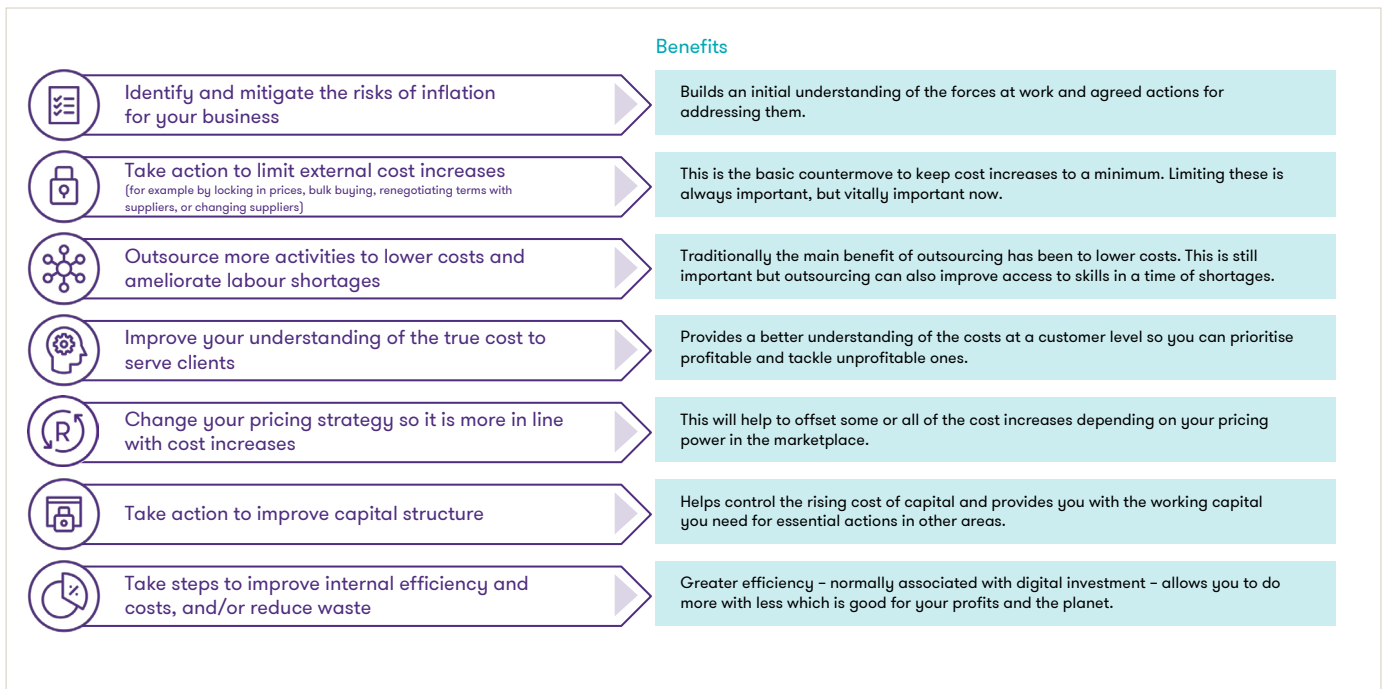 Benefits
Identify and mitigate the risks of inflation
for your business
Builds an initial understanding of the forces at work and agreed actions for
addressing them.
Take action to limit external cost increases
(for example by locking in prices, bulk buying, renegotiating terms with
suppliers, or changing suppliers)
This is the basic countermove to keep cost increases to a minimum. Limiting these is
always important, but vitally important now.
Outsource more activities to lower costs and
ameliorate labour shortages
Traditionally the main benefit of outsourcing has been to lower costs. This is still
important but outsourcing can also improve access to skills in a time of shortages.
Improve your understanding of the true cost to
serve clients
Provides a better understanding of the costs at a customer level so you can prioritise
profitable and tackle unprofitable ones.
R
Change your pricing strategy so it is more in line
with cost increases
This will help to offset some or all of the cost increases depending on your pricing
power in the marketplace.
Take action to improve capital structure
Helps control the rising cost of capital and provides you with the working capital
you need for essential actions in other areas.
%
Take steps to improve internal efficiency and
costs, and/or reduce waste
Greater efficiency – normally associated with digital investment – allows you to do
more with less which is good for your profits and the planet.